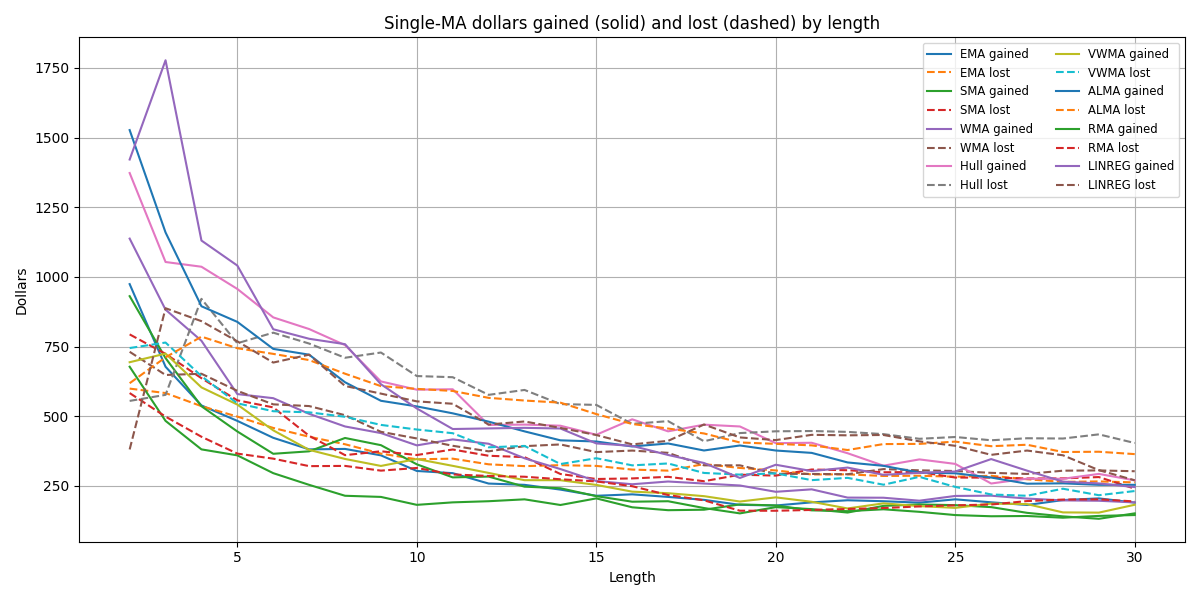 Single-MA dollars gained (solid) and lost (dashed) by length
Dollars
1750
1500
1250
1000
750
500
250
5
10
15
20
25
30
Length
EMA gained
EMA lost
SMA gained
SMA lost
WMA gained
WMA lost
Hull gained
Hull lost
VWMA gained
VWMA lost
ALMA gained
ALMA lost
RMA gained
RMA lost
LINREG gained
LINREG lost